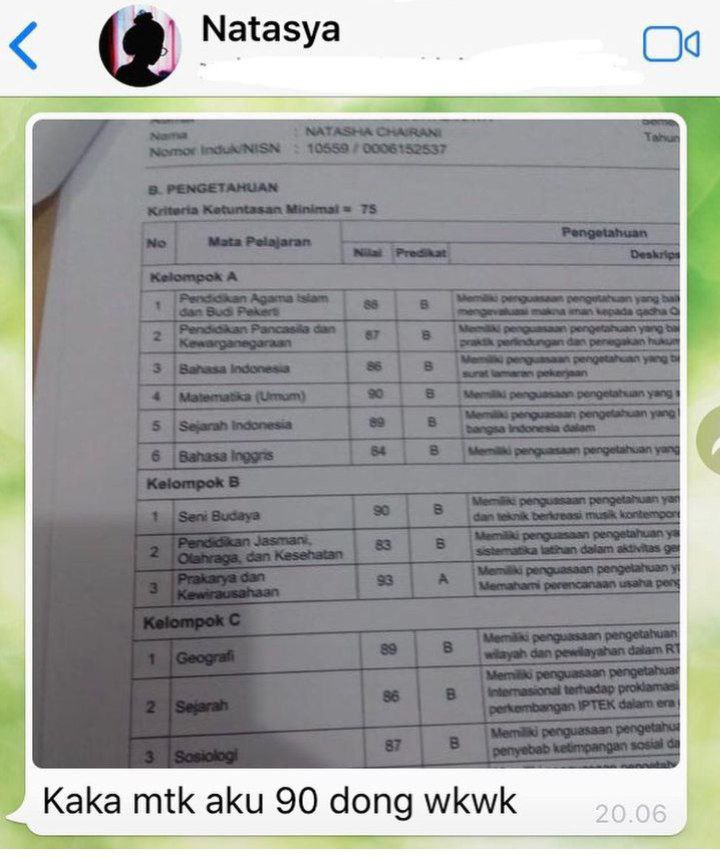 Natasya
Nama : NATASHA CHAIRANI
Nomor Induk/NISN : 10559 / 0006152537
Tahun
B. PENGETAHUAN
Kriteria Ketuntasan Minimal = 75
No Mata Pelajaran Pengetahuan
Nilai Predikat Deskrips
Kelompok A
1 Pendidikan Agama Islam dan Budi Pekerti 88 B Memiliki penguasaan pengetahuan yang baik
mengevaluasi makna iman kepada qadha Q
2 Pendidikan Pancasila dan Kewarganegaraan 87 B Memiliki penguasaan pengetahuan yang ba
praktik perlindungan dan penegakan hukum
3 Bahasa Indonesia 86 B Memiliki penguasaan pengetahuan yang ba
surat lamaran pekerjaan
4 Matematika (Umum) 90 B Memiliki penguasaan pengetahuan yang
5 Sejarah Indonesia 89 B Memiliki penguasaan pengetahuan yang
bangsa Indonesia dalam
6 Bahasa Inggris 84 B Memiliki penguasaan pengetahuan yang
Kelompok B
1 Seni Budaya 90 B Memiliki penguasaan pengetahuan yan
dan teknik berkreasi musik kontempore
2 Pendidikan Jasmani, Olahraga, dan Kesehatan 83 B Memiliki penguasaan pengetahuan ya
sistematika latihan dalam aktivitas ger
3 Prakarya dan Kewirausahaan 93 A Memiliki penguasaan pengetahuan y
Memahami perencanaan usaha peng
Kelompok C
1 Geografi 89 B Memiliki penguasaan pengetahuan
wilayah dan pewilayahan dalam RT
2 Sejarah 86 B Memiliki penguasaan pengetahuan
Internasional terhadap proklamasi
perkembangan IPTEK dalam era
3 Sosiologi 87 B Memiliki penguasaan pengetahua
penyebab ketimpangan sosial da
Kaka mtk aku 90 dong wkwk
20.06